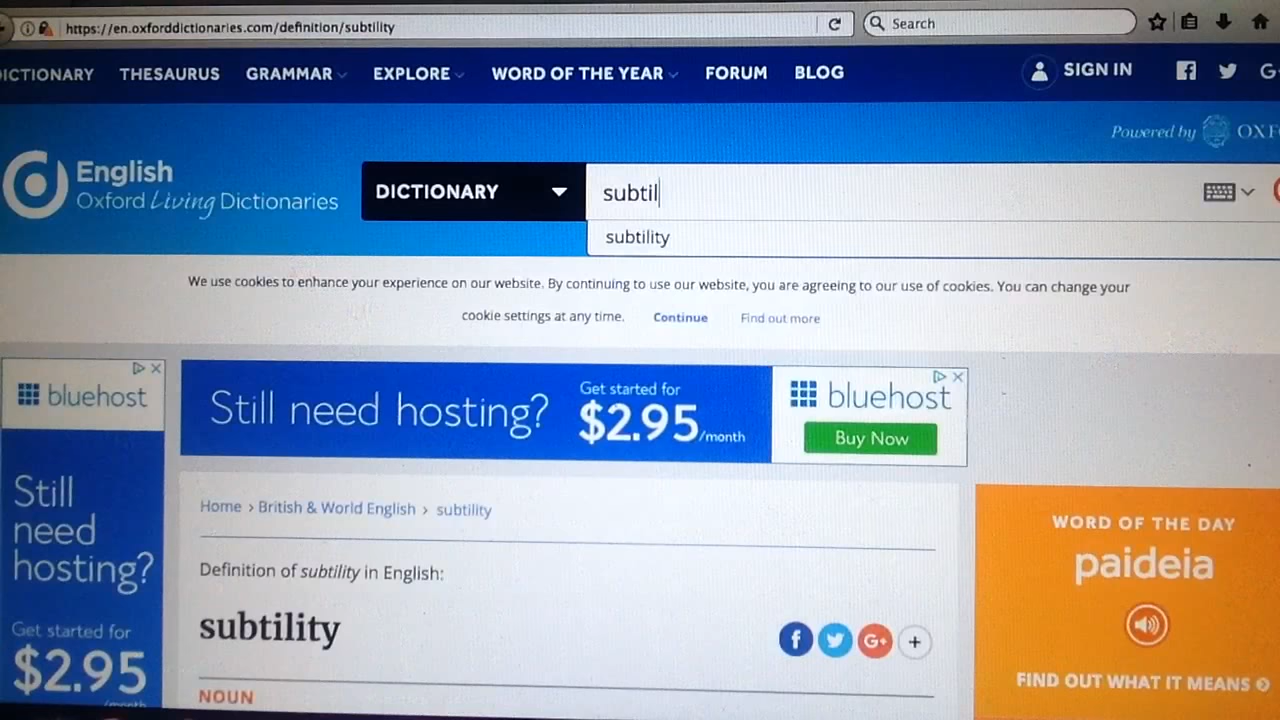 https://en.oxforddictionaries.com/definition/subtility
Search
ICTIONARY THESAURUS GRAMMAR EXPLORE WORD OF THE YEAR FORUM BLOG SIGN IN
Powered by OXF
English
Oxford Living Dictionaries
DICTIONARY
subtil
subtility
We use cookies to enhance your experience on our website. By continuing to use our website, you are agreeing to our use of cookies. You can change your
cookie settings at any time. Continue Find out more
bluehost
Still need hosting?
Get started for
$2.95/month
bluehost
Buy Now
Still
need
hosting?
Get started for
$2.95
/month
Home > British & World English > subtility
Definition of subtility in English:
subtility
NOUN
WORD OF THE DAY
paideia
FIND OUT WHAT IT MEANS